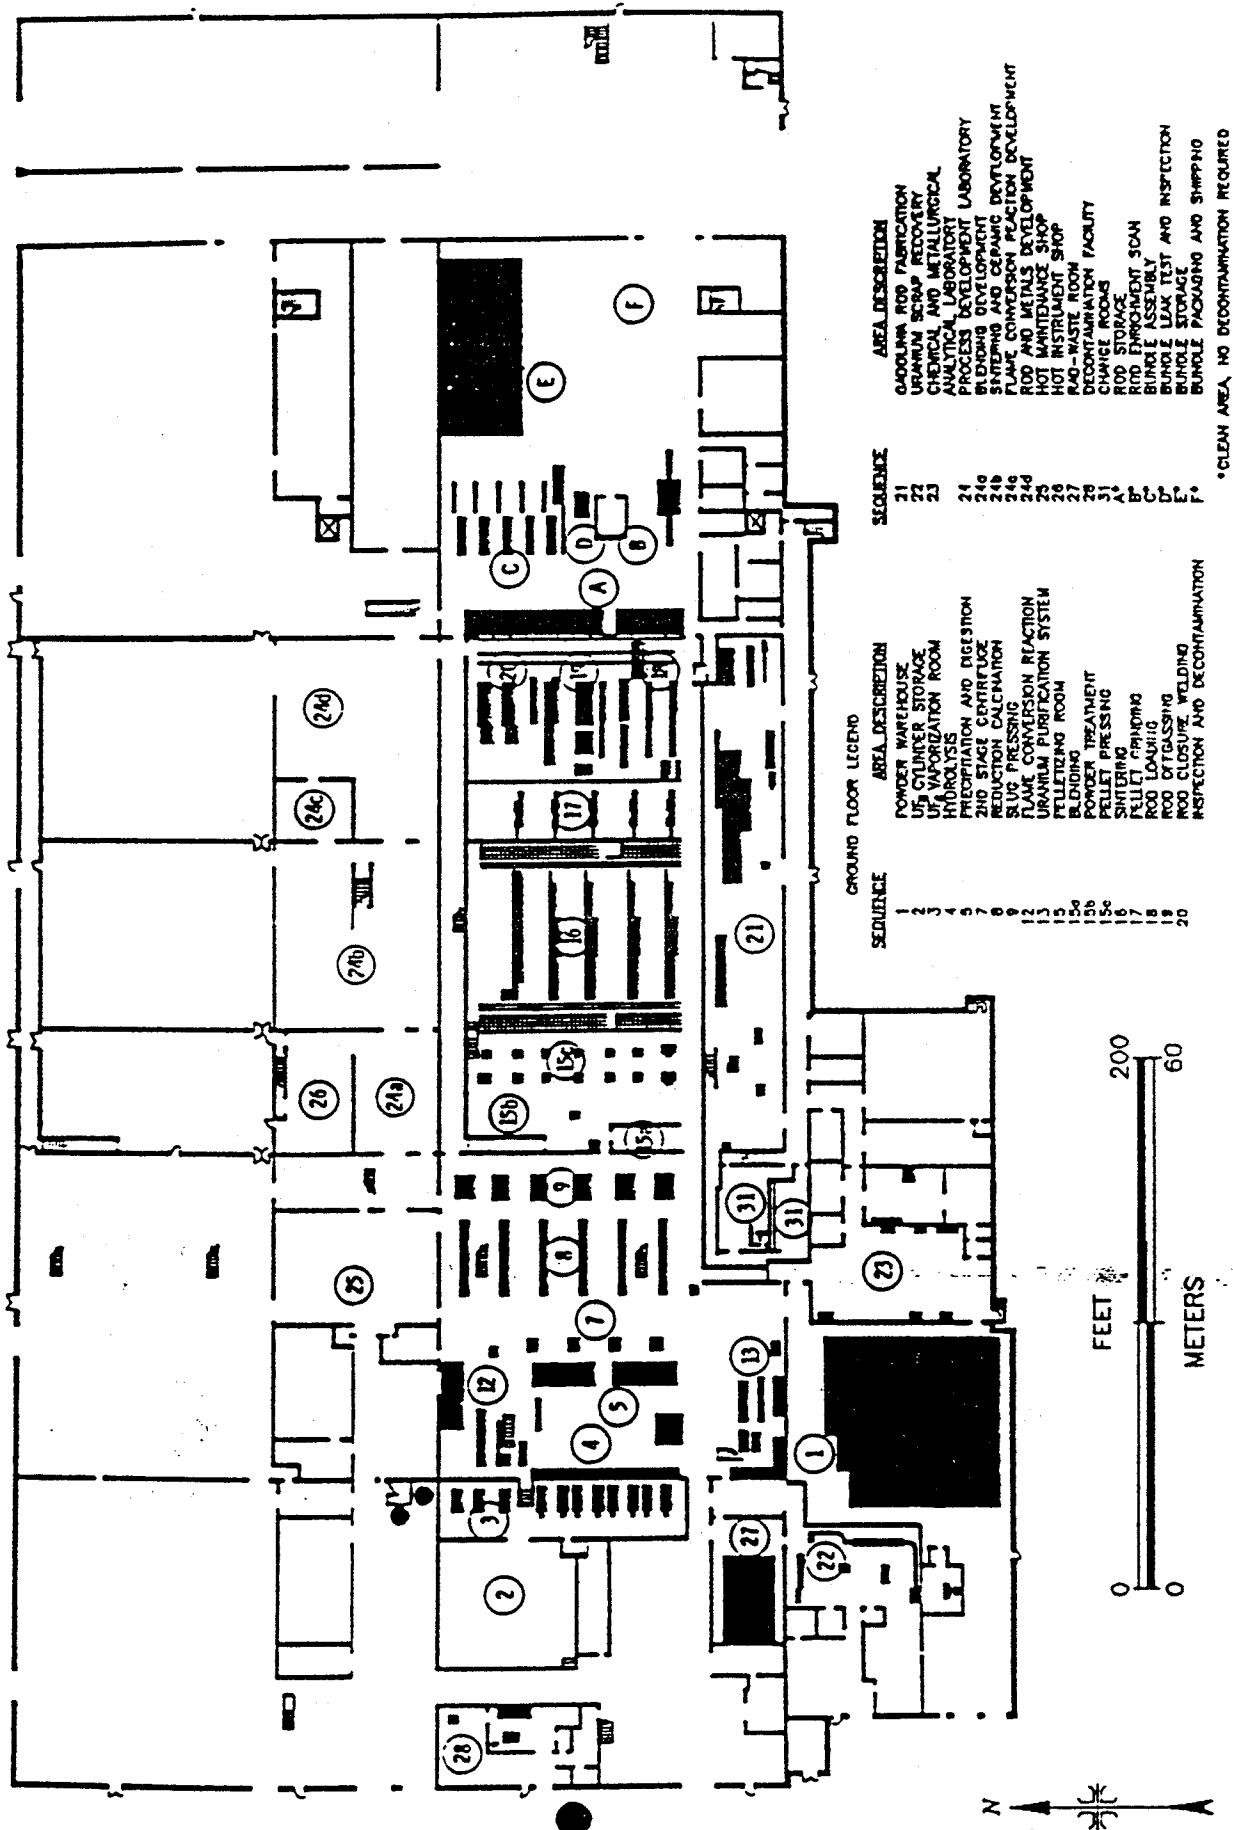 GROUND FLOOR LEGEND
SEQUENCE AREA DESCRIPTION
1 POWDER WAREHOUSE
2 UF6 CYLINDER STORAGE
3 UF6 VAPORIZATION ROOM
4 HYDROLYSIS
5 PRECIPITATION AND DIGESTION
7 2ND STAGE CENTRIFUGE
8 REDUCTION CALCINATION
9 SLUG PRESSING
12 FLAME CONVERSION REACTION
13 URANIUM PURIFICATION SYSTEM
15 PELLETIZING ROOM
15a BLENDING
15b POWDER TREATMENT
15c PELLET PRESSING
16 SINTERING
17 PELLET GRINDING
18 ROD LOADING
19 ROD OFFGASSING
20 ROD CLOSURE WELDING
INSPECTION AND DECONTAMINATION
SEQUENCE AREA DESCRIPTION
21 GADOLINIA ROD FABRICATION
22 URANIUM SCRAP RECOVERY
23 CHEMICAL AND METALLURGICAL
ANALYTICAL LABORATORY
24 PROCESS DEVELOPMENT LABORATORY
24a BLENDING DEVELOPMENT
24b SINTERING AND CERAMIC DEVELOPMENT
24c FLAME CONVERSION REACTION DEVELOPMENT
24d ROD AND METALS DEVELOPMENT
25 HOT MAINTENANCE SHOP
26 HOT INSTRUMENT SHOP
27 RAD-WASTE ROOM
28 DECONTAMINATION FACILITY
31 CHANGE ROOMS
A* ROD STORAGE
B* ROD ENRICHMENT SCAN
C* BUNDLE ASSEMBLY
D* BUNDLE LEAK TEST AND INSPECTION
E* BUNDLE STORAGE
F* BUNDLE PACKAGING AND SHIPPING
*CLEAN AREA, NO DECONTAMINATION REQUIRED
28
2
3
25
26
24a
24b
24c
24d
12
4
5
7
8
9
15b
15a
15c
16
17
20
19
18
A
B
C
D
E
F
27
13
31
31
21
22
1
23
0 FEET 200
0 METERS 60
N